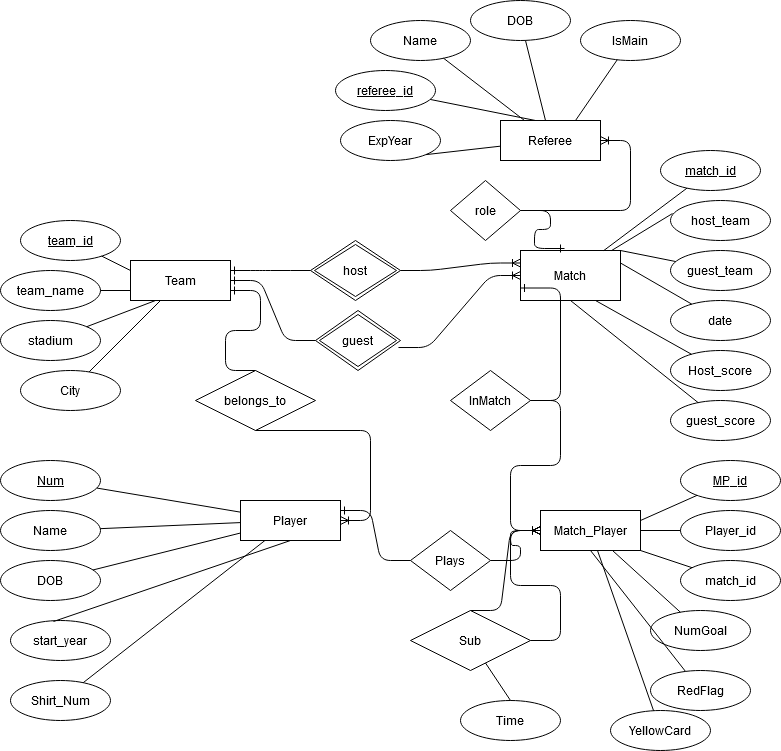 DOB
Name
IsMain
referee_id
ExpYear
Referee
match_id
role
host_team
team_id
Team
host
Match
guest_team
team_name
date
stadium
guest
Host_score
City
belongs_to
InMatch
guest_score
Num
MP_id
Player
Name
Match_Player
Player_id
Plays
DOB
match_id
start_year
Sub
NumGoal
Shirt_Num
RedFlag
Time
YellowCard